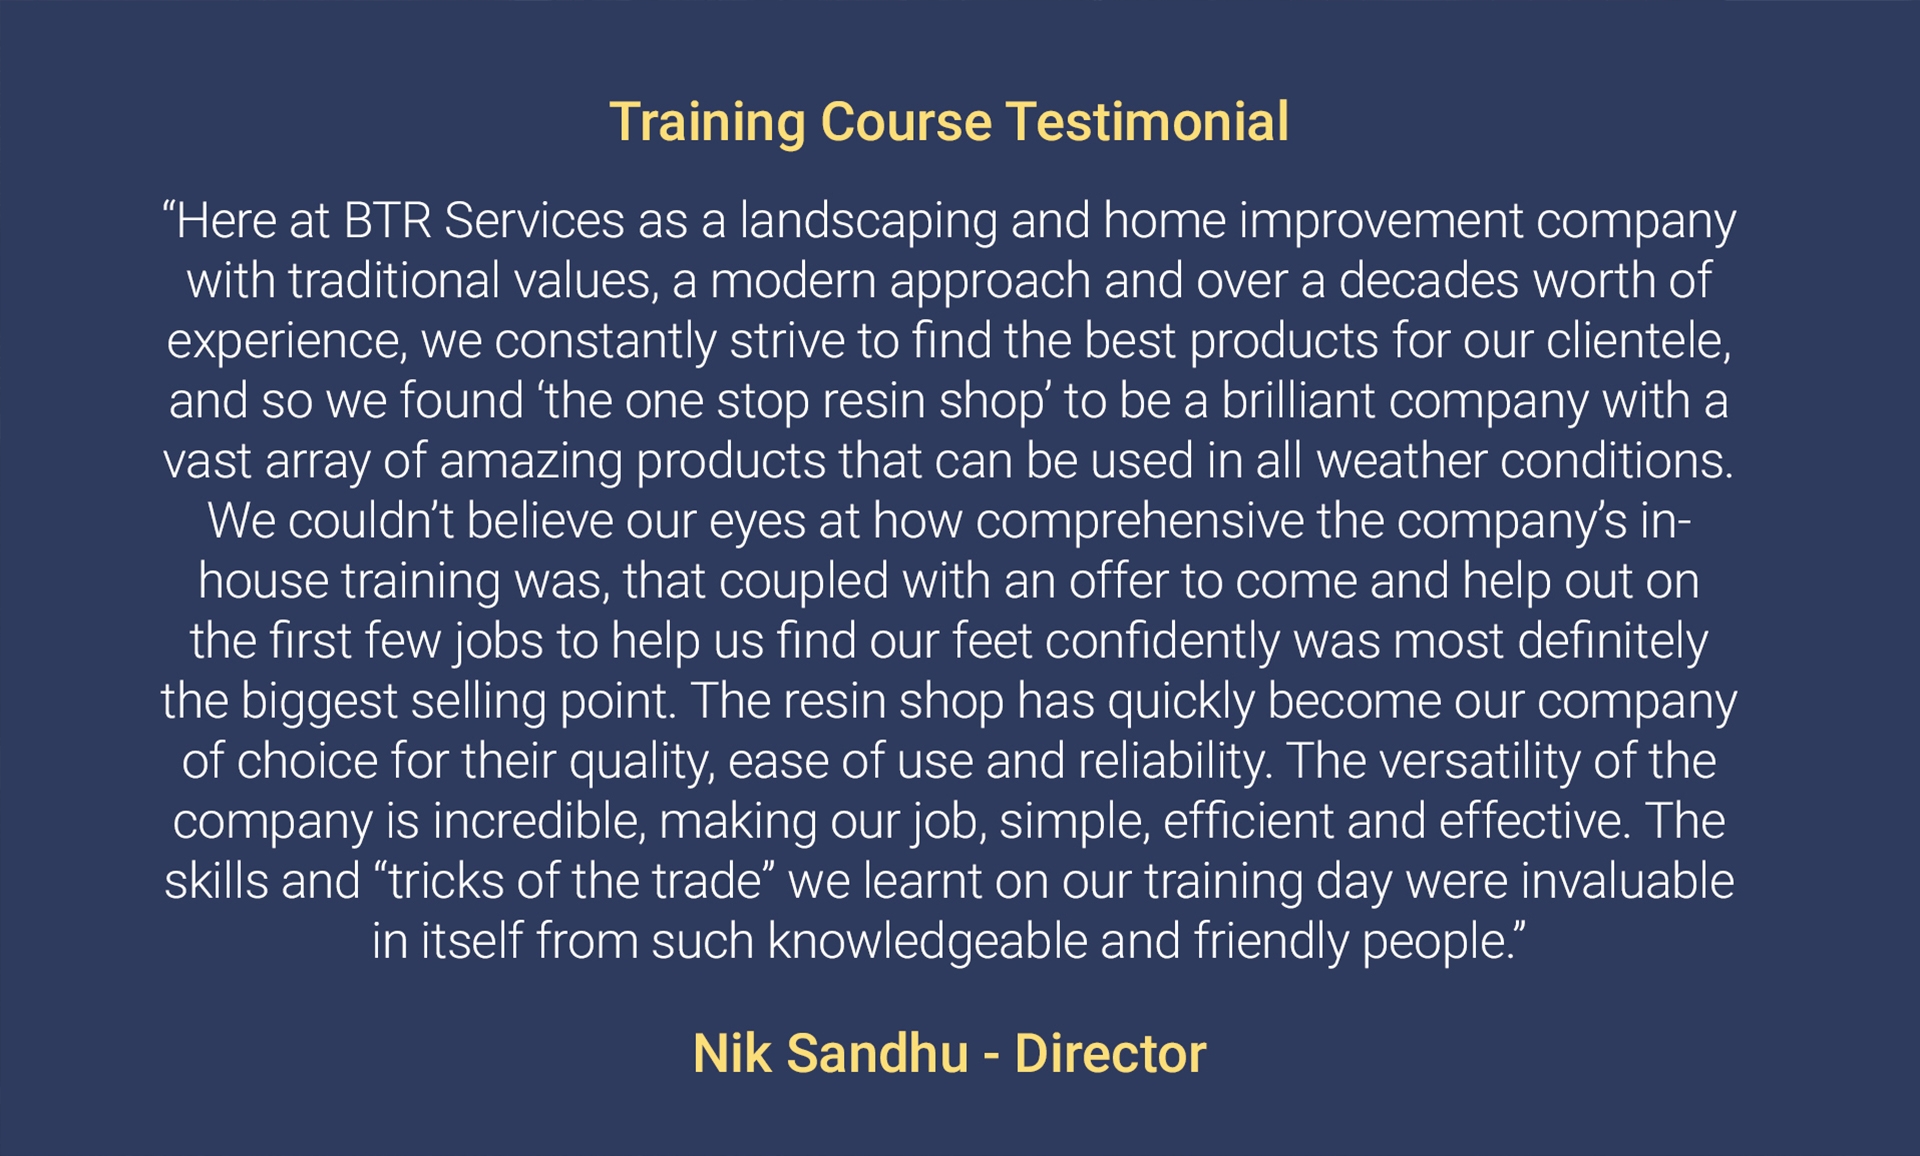 Training Course Testimonial
“Here at BTR Services as a landscaping and home improvement company
with traditional values, a modern approach and over a decades worth of
experience, we constantly strive to find the best products for our clientele,
and so we found ‘the one stop resin shop’ to be a brilliant company with a
vast array of amazing products that can be used in all weather conditions.
We couldn’t believe our eyes at how comprehensive the company’s in-
house training was, that coupled with an offer to come and help out on
the first few jobs to help us find our feet confidently was most definitely
the biggest selling point. The resin shop has quickly become our company
of choice for their quality, ease of use and reliability. The versatility of the
company is incredible, making our job, simple, efficient and effective. The
skills and “tricks of the trade” we learnt on our training day were invaluable
in itself from such knowledgeable and friendly people.”
Nik Sandhu - Director